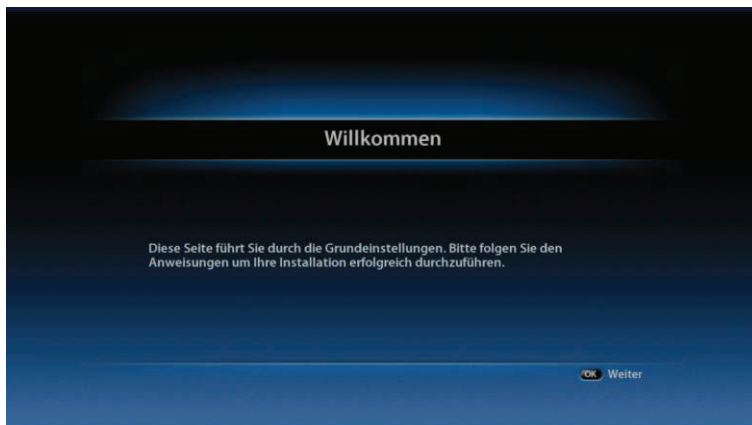 Willkommen
Diese Seite führt Sie durch die Grundeinstellungen. Bitte folgen Sie den
Anweisungen um Ihre Installation erfolgreich durchzuführen.
OK Weiter